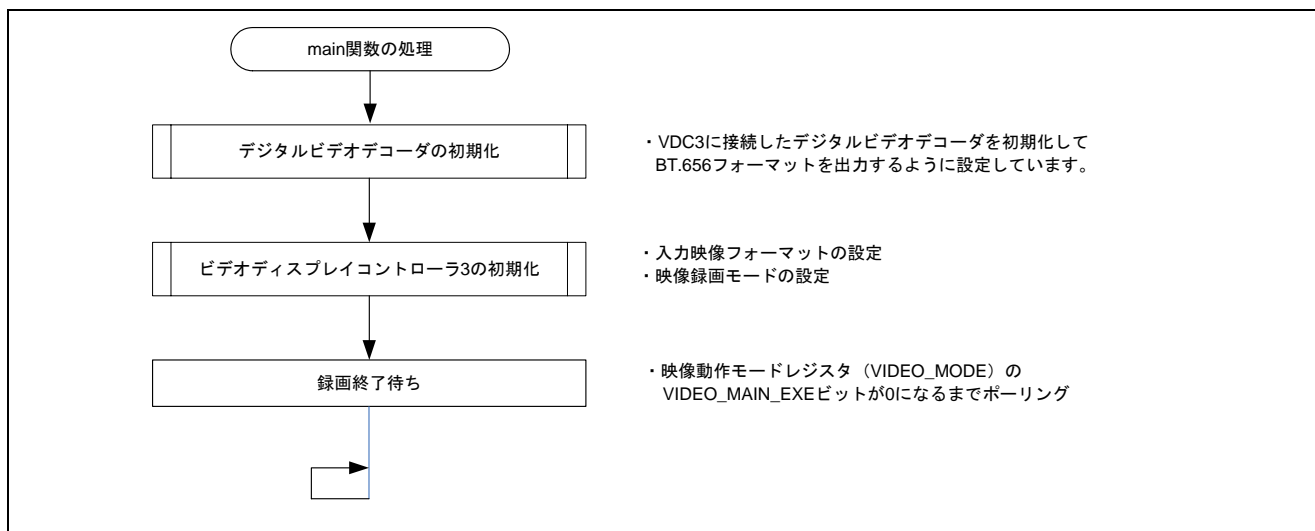 main関数の処理
デジタルビデオデコーダの初期化
・VDC3に接続したデジタルビデオデコーダを初期化して
BT.656フォーマットを出力するように設定しています。
ビデオディスプレイコントローラ3の初期化
・入力映像フォーマットの設定
・映像録画モードの設定
録画終了待ち
・映像動作モードレジスタ（VIDEO_MODE）の
VIDEO_MAIN_EXEビットが0になるまでポーリング